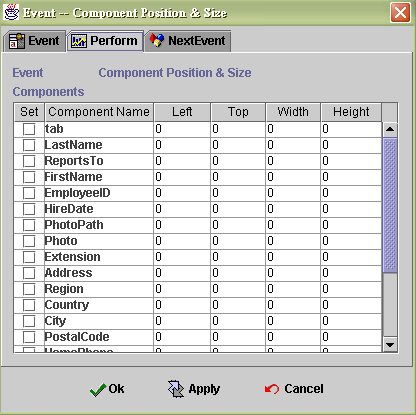 Event -- Component Position & Size
Event Perform NextEvent
Event Component Position & Size
Components
Set Component Name Left Top Width Height
tab 0 0 0 0
LastName 0 0 0 0
ReportsTo 0 0 0 0
FirstName 0 0 0 0
EmployeeID 0 0 0 0
HireDate 0 0 0 0
PhotoPath 0 0 0 0
Photo 0 0 0 0
Extension 0 0 0 0
Address 0 0 0 0
Region 0 0 0 0
Country 0 0 0 0
City 0 0 0 0
PostalCode 0 0 0 0
HomePhone 0 0 0 0
Ok Apply Cancel